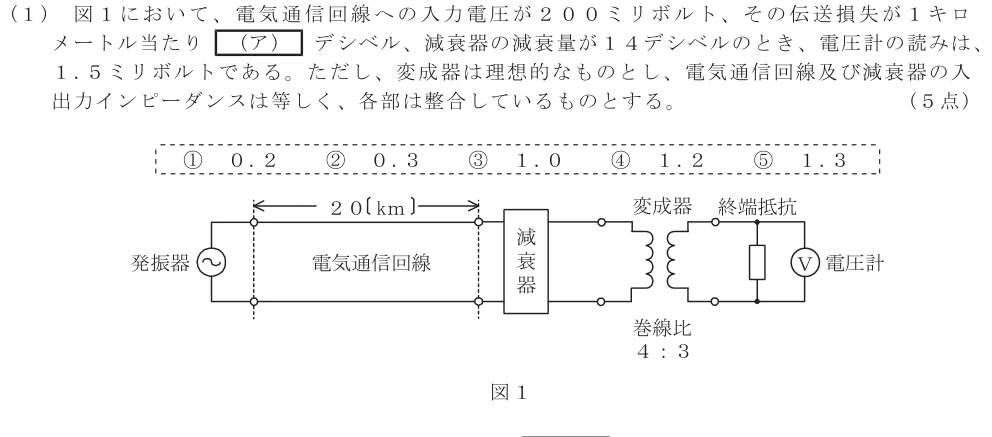 (1) 図1において、電気通信回線への入力電圧が200ミリボルト、その伝送損失が1キロ
メートル当たり (ア) デシベル、減衰器の減衰量が14デシベルのとき、電圧計の読みは、
1.5ミリボルトである。ただし、変成器は理想的なものとし、電気通信回線及び減衰器の入
出力インピーダンスは等しく、各部は整合しているものとする。 (5点)
① 0.2 ② 0.3 ③ 1.0 ④ 1.2 ⑤ 1.3
20〔km〕 変成器 終端抵抗
発振器 電気通信回線 減衰器 V 電圧計
巻線比
4:3
図1